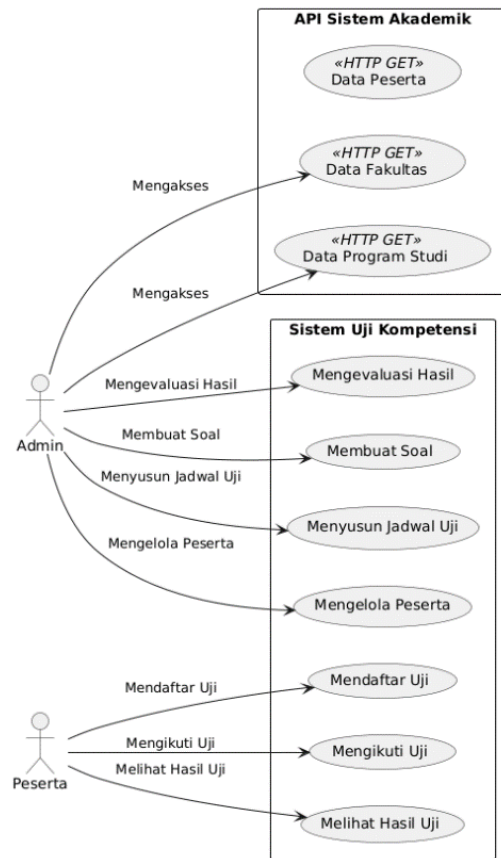 API Sistem Akademik
«HTTP GET»
Data Peserta
«HTTP GET»
Data Fakultas
Mengakses
«HTTP GET»
Data Program Studi
Mengakses
Sistem Uji Kompetensi
Mengevaluasi Hasil
Mengevaluasi Hasil
Admin
Membuat Soal
Membuat Soal
Menyusun Jadwal Uji
Menyusun Jadwal Uji
Mengelola Peserta
Mengelola Peserta
Mendaftar Uji
Mendaftar Uji
Mengikuti Uji
Mengikuti Uji
Melihat Hasil Uji
Peserta
Melihat Hasil Uji